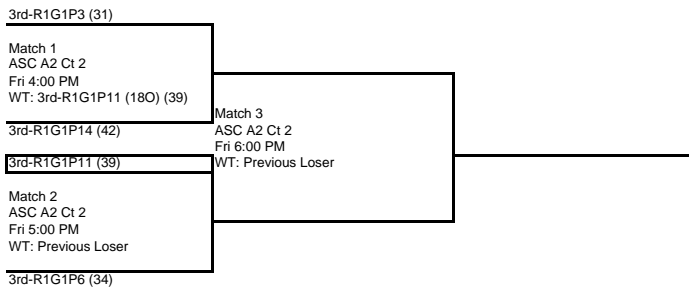 3rd-R1G1P3 (31)
Match 1
ASC A2 Ct 2
Fri 4:00 PM
WT: 3rd-R1G1P11 (18O) (39)
3rd-R1G1P14 (42)
Match 3
ASC A2 Ct 2
Fri 6:00 PM
WT: Previous Loser
3rd-R1G1P11 (39)
Match 2
ASC A2 Ct 2
Fri 5:00 PM
WT: Previous Loser
3rd-R1G1P6 (34)